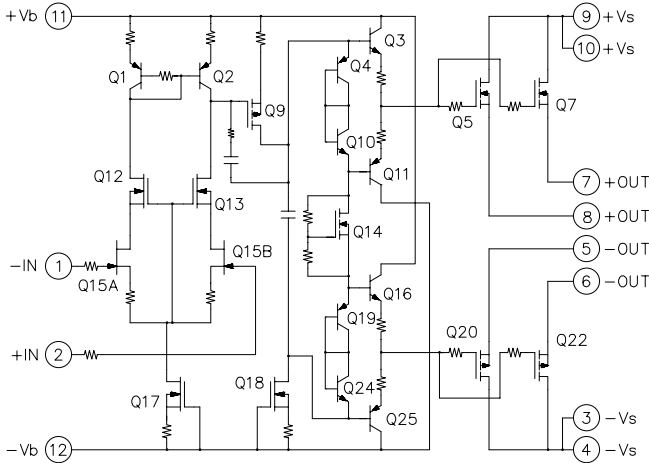 +Vb 11
Q3
9 +Vs
Q4
10 +Vs
Q1
Q2
Q9
Q5
Q7
Q10
Q12
Q11
7 +OUT
Q13
8 +OUT
Q14
5 −OUT
−IN 1
Q15B
Q15A
6 −OUT
Q16
Q19
Q20
Q22
+IN 2
Q18
Q24
Q17
Q25
3 −Vs
−Vb 12
4 −Vs